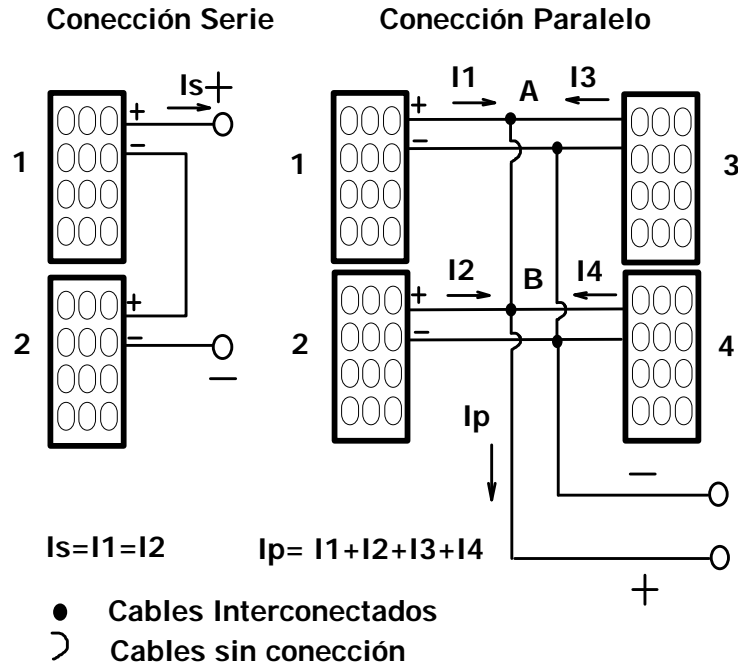 Conección Serie
Conección Paralelo
Is+
I1
A
I3
+
−
1
+
−
1
3
I2
B
I4
+
−
2
+
−
2
4
−
Ip
−
Is=I1=I2
Ip= I1+I2+I3+I4
+
Cables Interconectados
Cables sin conección